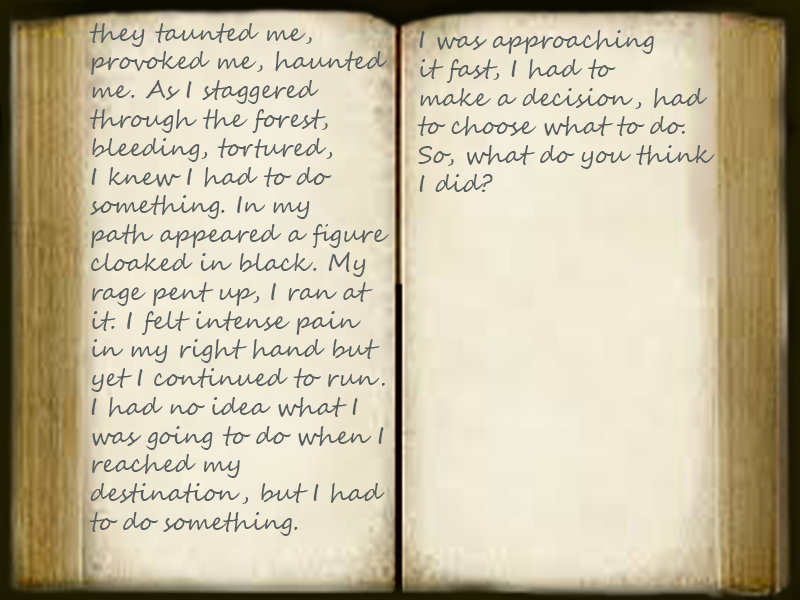 they taunted me,
provoked me, haunted
me. As I staggered
through the forest,
bleeding, tortured,
I knew I had to do
something. In my
path appeared a figure
cloaked in black. My
rage pent up, I ran at
it. I felt intense pain
in my right hand but
yet I continued to run.
I had no idea what I
was going to do when I
reached my
destination, but I had
to do something.
I was approaching
it fast, I had to
make a decision, had
to choose what to do.
So, what do you think
I did?